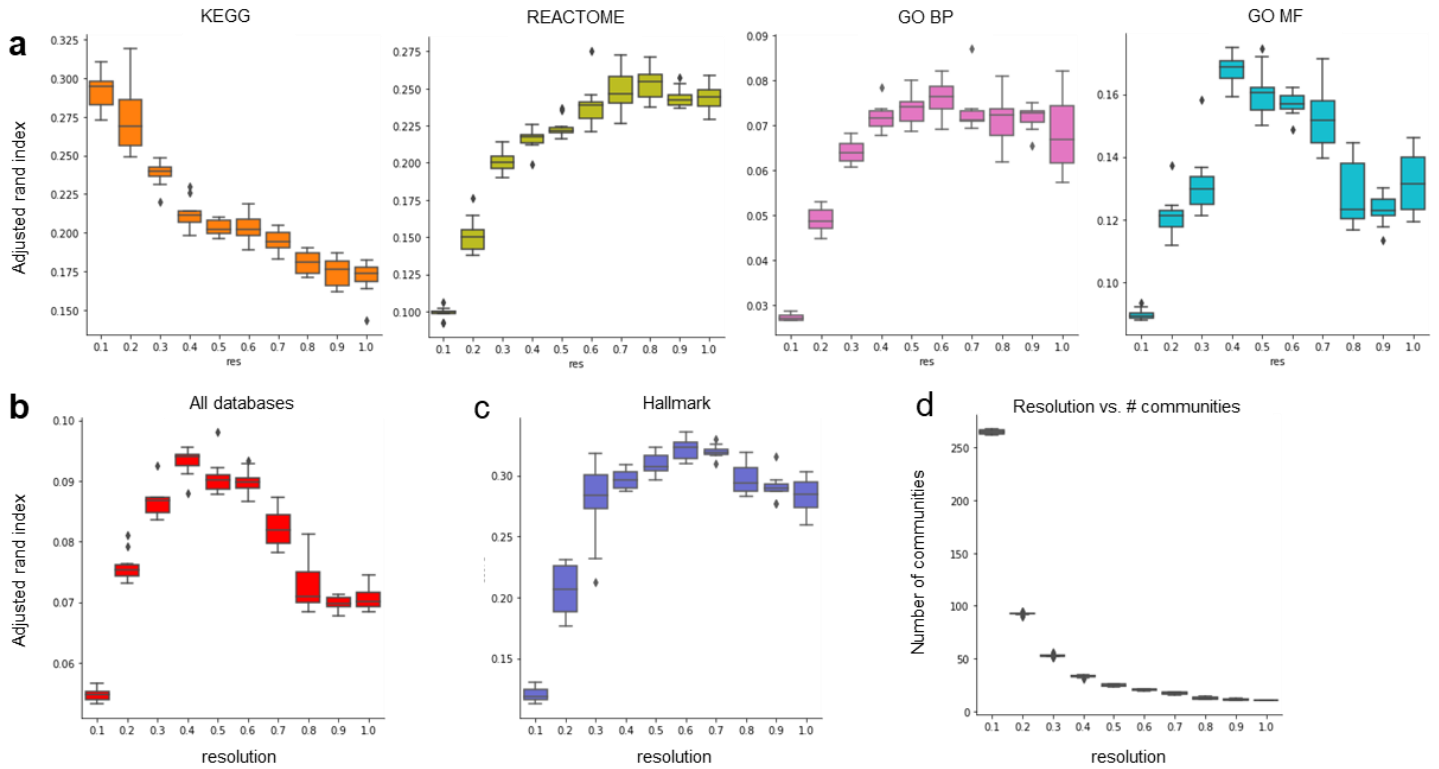 KEGG REACTOME GO BP GO MF
a
Adjusted rand index
0.325
0.300
0.275
0.250
0.225
0.200
0.175
0.150
0.1 0.2 0.3 0.4 0.5 0.6 0.7 0.8 0.9 1.0
res
0.275
0.250
0.225
0.200
0.175
0.150
0.125
0.100
0.1 0.2 0.3 0.4 0.5 0.6 0.7 0.8 0.9 1.0
res
0.09
0.08
0.07
0.06
0.05
0.04
0.03
0.1 0.2 0.3 0.4 0.5 0.6 0.7 0.8 0.9 1.0
res
0.16
0.14
0.12
0.10
0.1 0.2 0.3 0.4 0.5 0.6 0.7 0.8 0.9 1.0
res
b
All databases
Adjusted rand index
0.10
0.09
0.08
0.07
0.06
0.1 0.2 0.3 0.4 0.5 0.6 0.7 0.8 0.9 1.0
resolution
c
Hallmark
0.30
0.25
0.20
0.15
0.1 0.2 0.3 0.4 0.5 0.6 0.7 0.8 0.9 1.0
resolution
d
Resolution vs. # communities
Number of communities
250
200
150
100
50
0
0.1 0.2 0.3 0.4 0.5 0.6 0.7 0.8 0.9 1.0
resolution